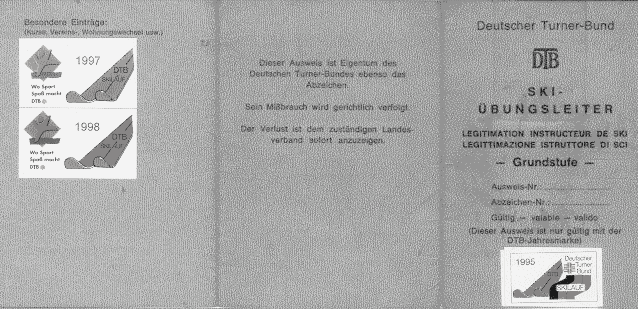 Besondere Einträge:
(Kurse, Vereins-, Wohnungswechsel usw.)
1997
DTB
Wo Sport
Spaß macht
DTB
1998
DTB
Wo Sport
Spaß macht
DTB
Dieser Ausweis ist Eigentum des
Deutschen Turner-Bundes ebenso das
Abzeichen.
Sein Mißbrauch wird gerichtlich verfolgt.
Der Verlust ist dem zuständigen Landes-
verband sofort anzuzeigen.
Deutscher Turner-Bund
DTB
SKI-
ÜBUNGSLEITER
LEGITIMATION INSTRUCTEUR DE SKI
LEGITTIMAZIONE ISTRUTTORE DI SCI
— Grundstufe —
Ausweis-Nr.
Abzeichen-Nr.:
Gültig — valable — valido
(Dieser Ausweis ist nur gültig mit der
DTB-Jahresmarke)
1995
Deutscher
Turner
Bund
SKILAUF